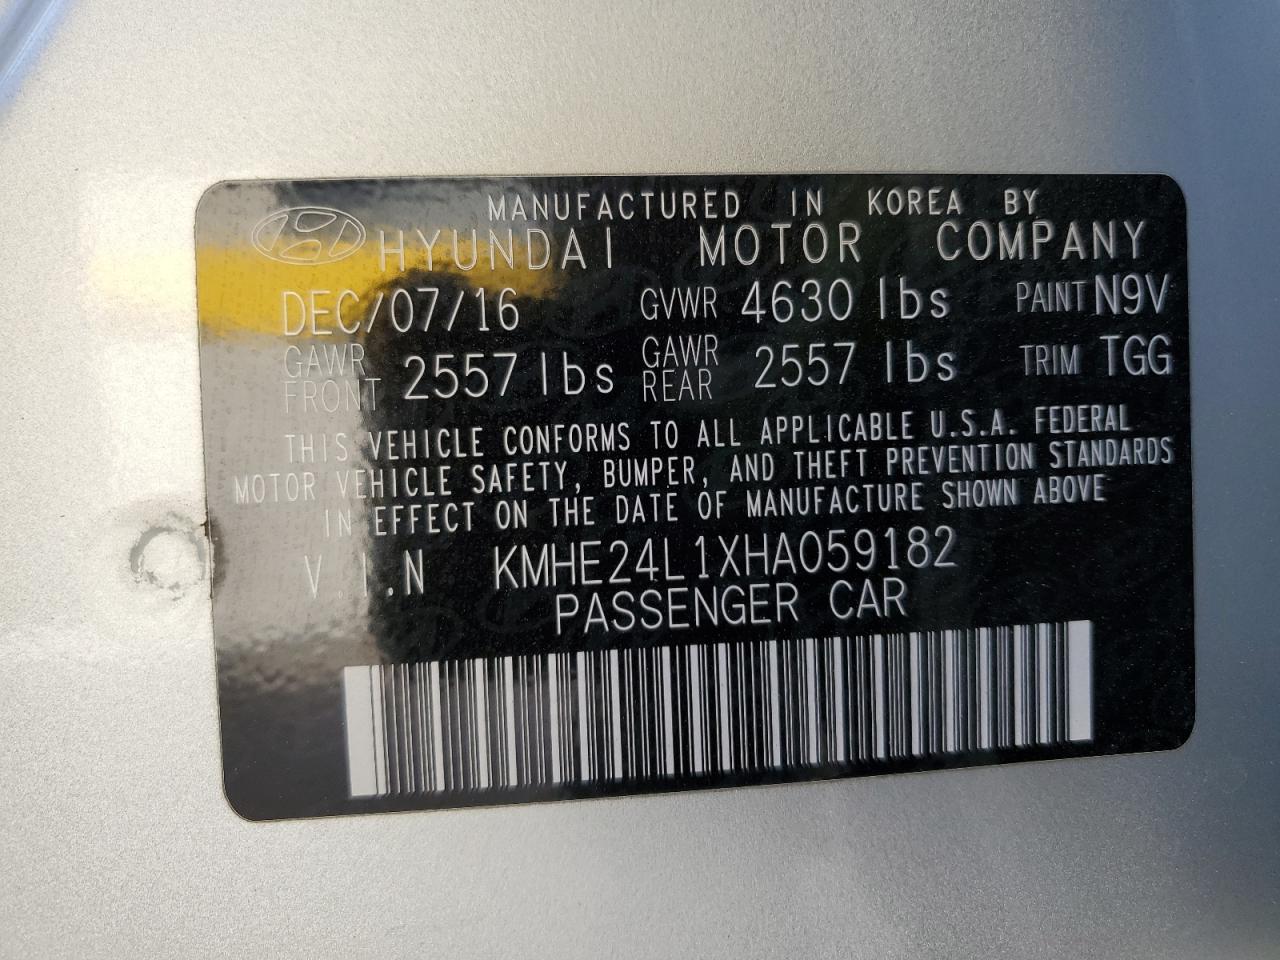 MANUFACTURED IN KOREA BY
HYUNDAI MOTOR COMPANY
DEC/07/16 GVWR 4630 lbs PAINT N9V
GAWR FRONT 2557 lbs GAWR REAR 2557 lbs TRIM TGG
THIS VEHICLE CONFORMS TO ALL APPLICABLE U.S.A. FEDERAL
MOTOR VEHICLE SAFETY, BUMPER, AND THEFT PREVENTION STANDARDS
IN EFFECT ON THE DATE OF MANUFACTURE SHOWN ABOVE
V.I.N KMHE24L1XHA059182
PASSENGER CAR